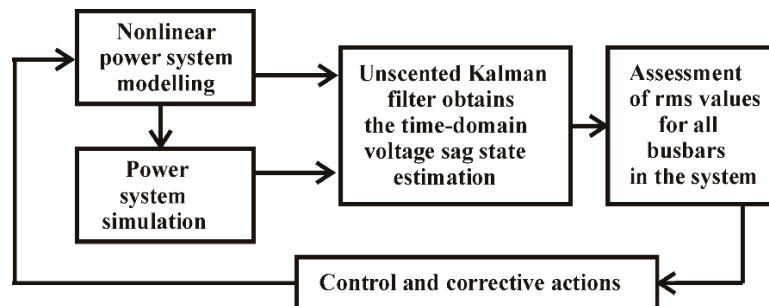 Nonlinear
power system
modelling
Power
system
simulation
Unscented Kalman
filter obtains
the time-domain
voltage sag state
estimation
Assessment
of rms values
for all
busbars
in the system
Control and corrective actions